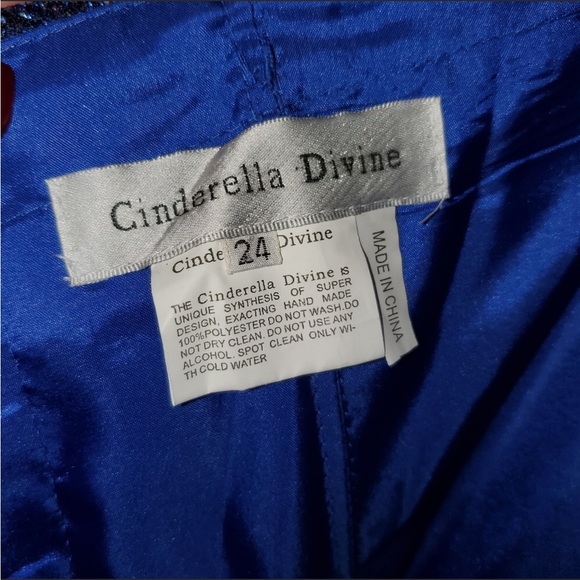 Cinderella Divine
24
Cinde Divine
MADE IN CHINA
THE Cinderella Divine IS
UNIQUE SYNTHESIS OF SUPER
DESIGN, EXACTING HAND MADE
100%POLYESTER DO NOT WASH.DO
NOT DRY CLEAN. DO NOT USE ANY
ALCOHOL. SPOT CLEAN ONLY WI-
TH COLD WATER